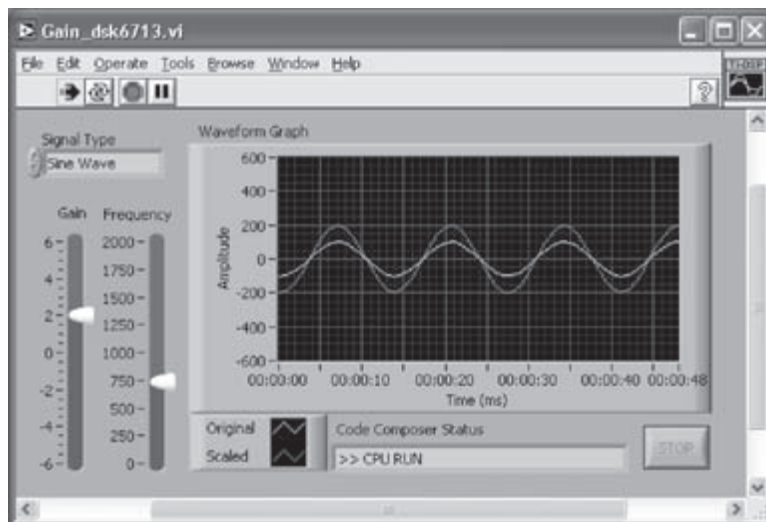 Gain_dsk6713.vi
File Edit Operate Tools Browse Window Help
TI-DSP
Signal Type
Sine Wave
Waveform Graph
Gain Frequency
6
4
2
0
-2
-4
-6
2000
1750
1500
1250
1000
750
500
250
0
Amplitude
600
400
200
0
-200
-400
-600
00:00:00 00:00:10 00:00:20 00:00:30 00:00:40 00:00:48
Time (ms)
Original
Scaled
Code Composer Status
>> CPU RUN
STOP